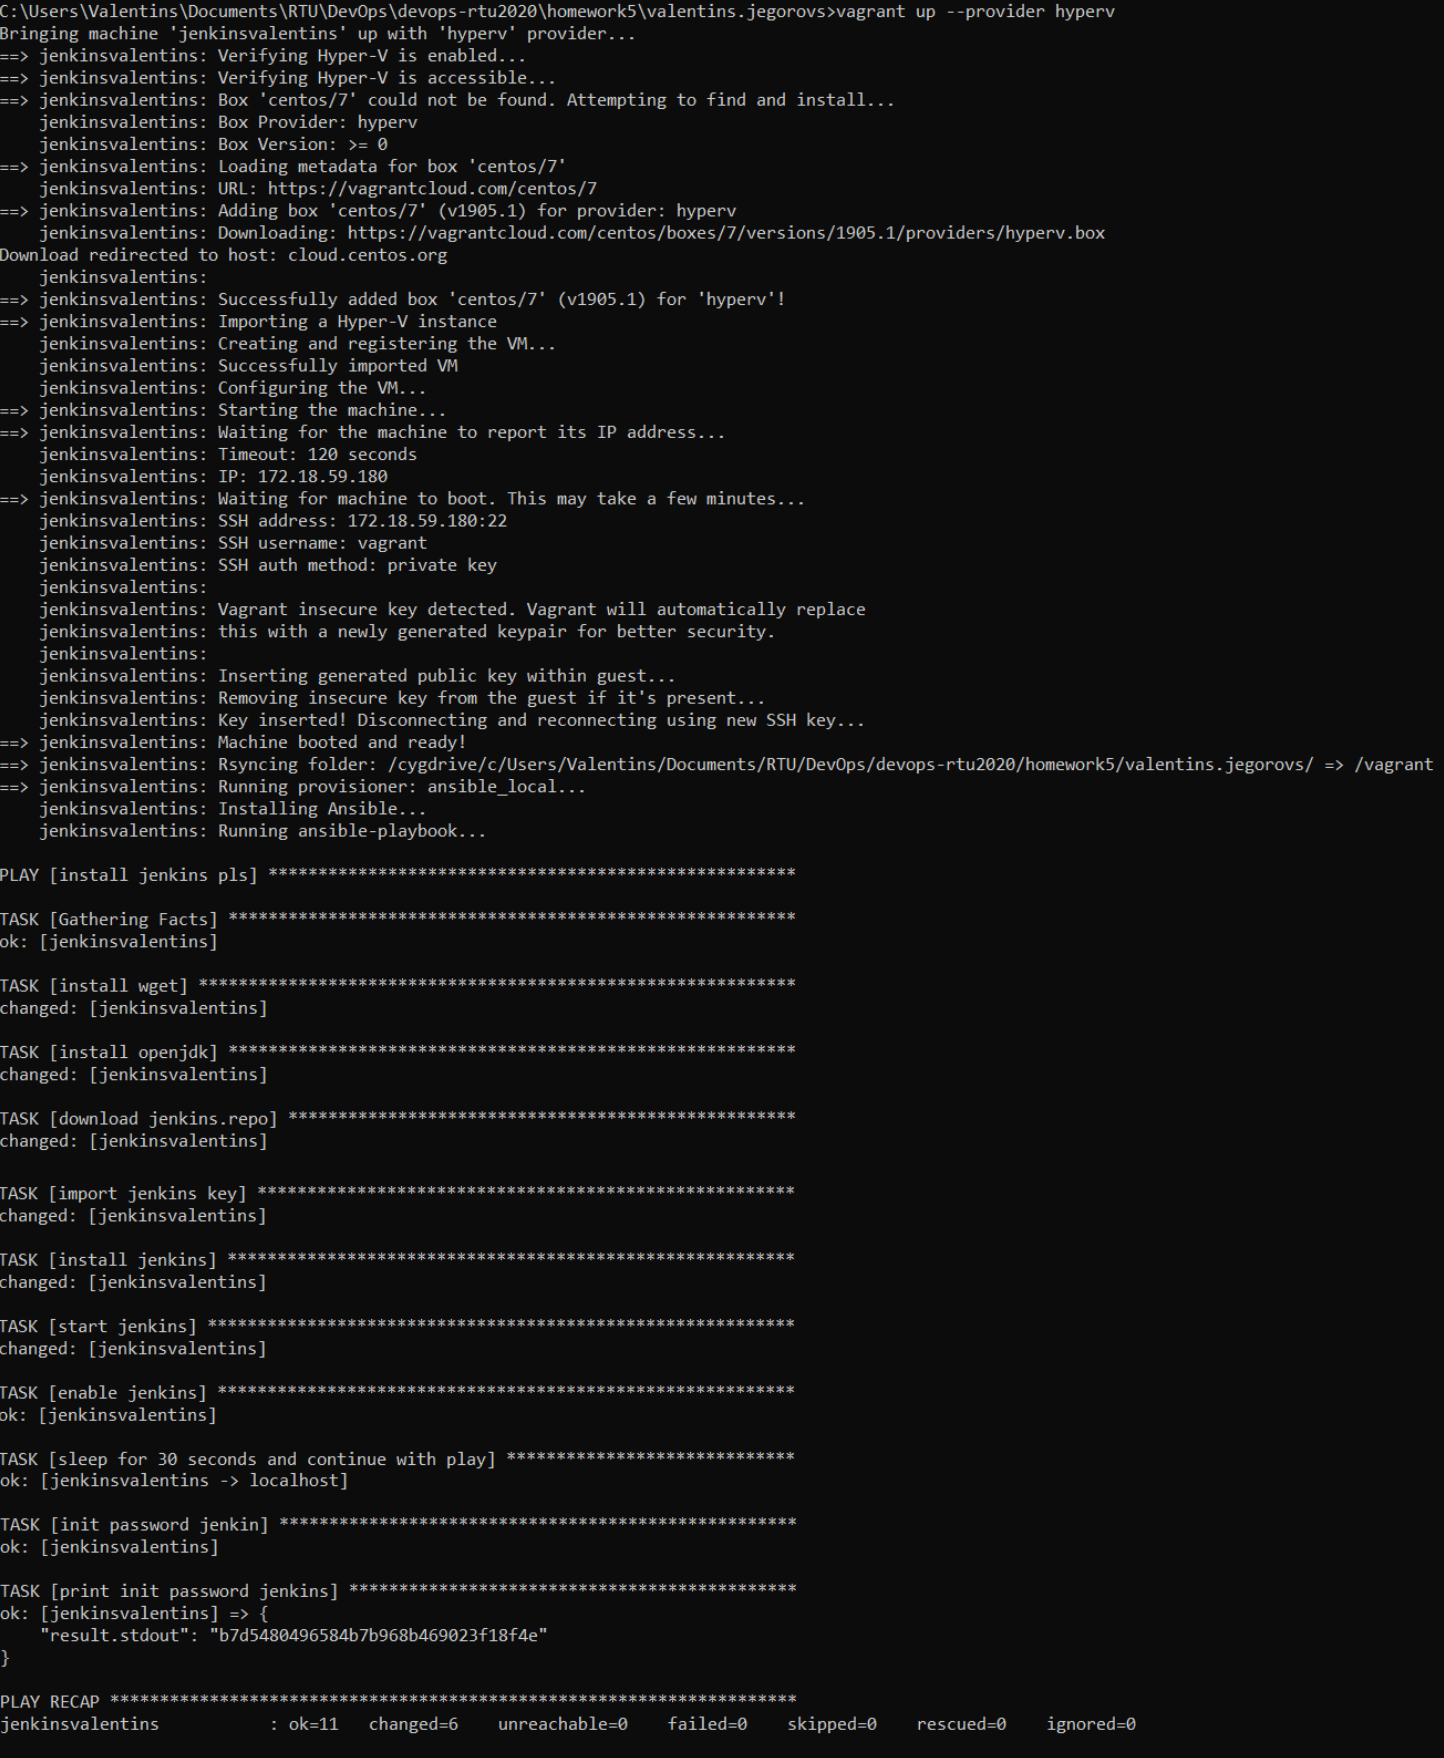 C:\Users\Valentins\Documents\RTU\DevOps\devops-rtu2020\homework5\valentins.jegorovs>vagrant up --provider hyperv
Bringing machine 'jenkinsvalentins' up with 'hyperv' provider...
==> jenkinsvalentins: Verifying Hyper-V is enabled...
==> jenkinsvalentins: Verifying Hyper-V is accessible...
==> jenkinsvalentins: Box 'centos/7' could not be found. Attempting to find and install...
    jenkinsvalentins: Box Provider: hyperv
    jenkinsvalentins: Box Version: >= 0
==> jenkinsvalentins: Loading metadata for box 'centos/7'
    jenkinsvalentins: URL: https://vagrantcloud.com/centos/7
==> jenkinsvalentins: Adding box 'centos/7' (v1905.1) for provider: hyperv
    jenkinsvalentins: Downloading: https://vagrantcloud.com/centos/boxes/7/versions/1905.1/providers/hyperv.box
Download redirected to host: cloud.centos.org
    jenkinsvalentins:
==> jenkinsvalentins: Successfully added box 'centos/7' (v1905.1) for 'hyperv'!
==> jenkinsvalentins: Importing a Hyper-V instance
    jenkinsvalentins: Creating and registering the VM...
    jenkinsvalentins: Successfully imported VM
    jenkinsvalentins: Configuring the VM...
==> jenkinsvalentins: Starting the machine...
==> jenkinsvalentins: Waiting for the machine to report its IP address...
    jenkinsvalentins: Timeout: 120 seconds
    jenkinsvalentins: IP: 172.18.59.180
==> jenkinsvalentins: Waiting for machine to boot. This may take a few minutes...
    jenkinsvalentins: SSH address: 172.18.59.180:22
    jenkinsvalentins: SSH username: vagrant
    jenkinsvalentins: SSH auth method: private key
    jenkinsvalentins:
    jenkinsvalentins: Vagrant insecure key detected. Vagrant will automatically replace
    jenkinsvalentins: this with a newly generated keypair for better security.
    jenkinsvalentins:
    jenkinsvalentins: Inserting generated public key within guest...
    jenkinsvalentins: Removing insecure key from the guest if it's present...
    jenkinsvalentins: Key inserted! Disconnecting and reconnecting using new SSH key...
==> jenkinsvalentins: Machine booted and ready!
==> jenkinsvalentins: Rsyncing folder: /cygdrive/c/Users/Valentins/Documents/RTU/DevOps/devops-rtu2020/homework5/valentins.jegorovs/ => /vagrant
==> jenkinsvalentins: Running provisioner: ansible_local...
    jenkinsvalentins: Installing Ansible...
    jenkinsvalentins: Running ansible-playbook...
PLAY [install jenkins pls] *****************************************************
TASK [Gathering Facts] *********************************************************
ok: [jenkinsvalentins]
TASK [install wget] ************************************************************
changed: [jenkinsvalentins]
TASK [install openjdk] *********************************************************
changed: [jenkinsvalentins]
TASK [download jenkins.repo] ***************************************************
changed: [jenkinsvalentins]
TASK [import jenkins key] ******************************************************
changed: [jenkinsvalentins]
TASK [install jenkins] *********************************************************
changed: [jenkinsvalentins]
TASK [start jenkins] ***********************************************************
changed: [jenkinsvalentins]
TASK [enable jenkins] **********************************************************
ok: [jenkinsvalentins]
TASK [sleep for 30 seconds and continue with play] *****************************
ok: [jenkinsvalentins -> localhost]
TASK [init password jenkin] ****************************************************
ok: [jenkinsvalentins]
TASK [print init password jenkins] *********************************************
ok: [jenkinsvalentins] => {
    "result.stdout": "b7d5480496584b7b968b469023f18f4e"
}
PLAY RECAP *********************************************************************
jenkinsvalentins           : ok=11   changed=6    unreachable=0    failed=0    skipped=0    rescued=0    ignored=0